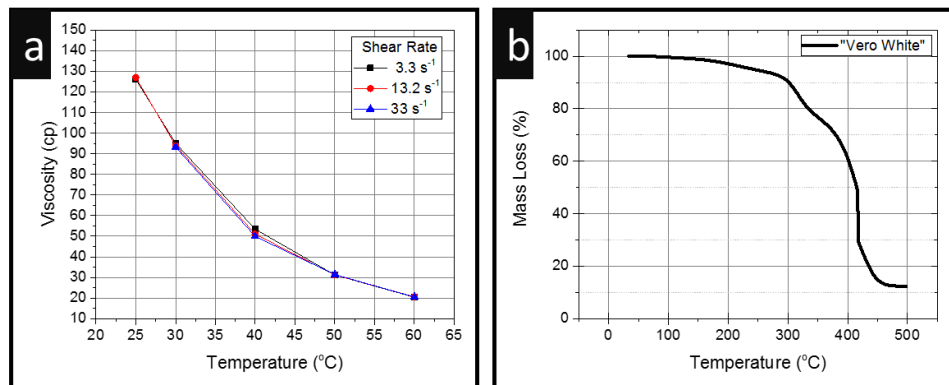 a
150
140
130
120
110
100
90
80
70
60
50
40
30
20
10
20 25 30 35 40 45 50 55 60 65
Viscosity (cp)
Temperature (°C)
Shear Rate
3.3 s⁻¹
13.2 s⁻¹
33 s⁻¹
b
100
80
60
40
20
0
0 100 200 300 400 500
Mass Loss (%)
Temperature (°C)
"Vero White"